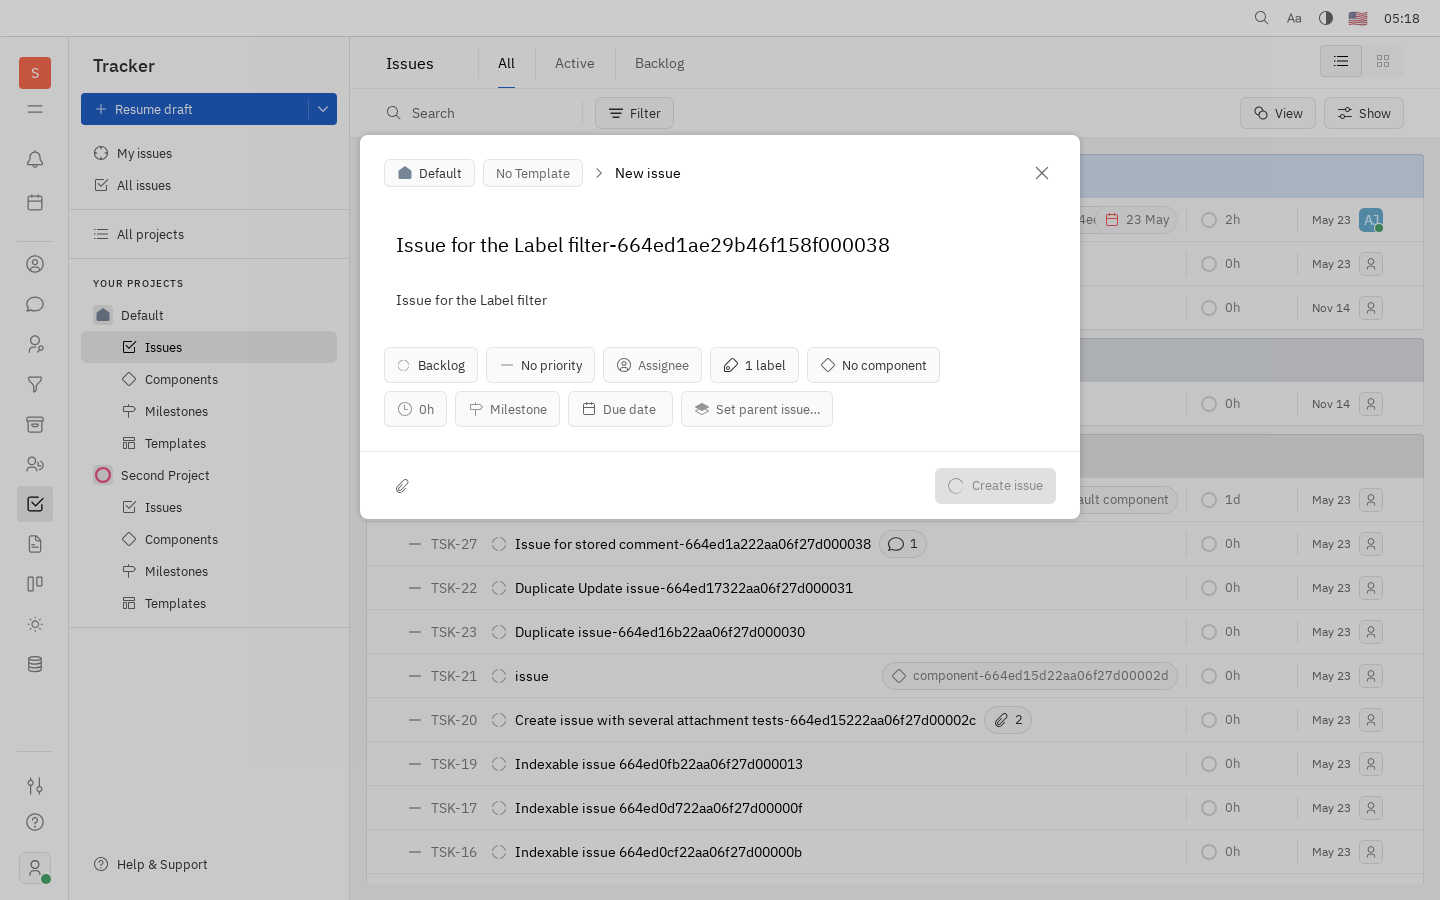 Aa 05:18
S
Tracker
Resume draft
My issues
All issues
All projects
YOUR PROJECTS
Default
Issues
Components
Milestones
Templates
Second Project
Issues
Components
Milestones
Templates
Help & Support
Issues All Active Backlog
Search Filter View Show
Default No Template New issue
Issue for the Label filter-664ed1ae29b46f158f000038
Issue for the Label filter
Backlog No priority Assignee 1 label No component
0h Milestone Due date Set parent issue...
Create issue
23 May 2h May 23 AJ
0h May 23
0h Nov 14
0h Nov 14
ault component 1d May 23
TSK-27 Issue for stored comment-664ed1a222aa06f27d000038 1 0h May 23
TSK-22 Duplicate Update issue-664ed17322aa06f27d000031 0h May 23
TSK-23 Duplicate issue-664ed16b22aa06f27d000030 0h May 23
TSK-21 issue component-664ed15d22aa06f27d00002d 0h May 23
TSK-20 Create issue with several attachment tests-664ed15222aa06f27d00002c 2 0h May 23
TSK-19 Indexable issue 664ed0fb22aa06f27d000013 0h May 23
TSK-17 Indexable issue 664ed0d722aa06f27d00000f 0h May 23
TSK-16 Indexable issue 664ed0cf22aa06f27d00000b 0h May 23